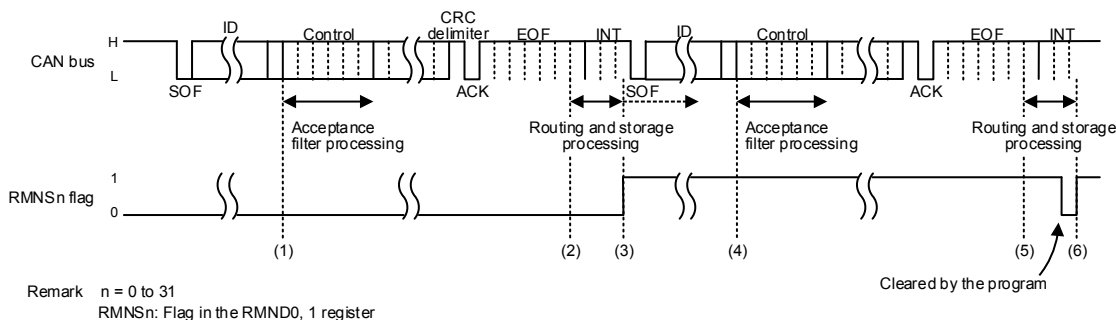 CRC
ID
Control
delimiter
EOF
INT
ID
Control
EOF
INT
CAN bus
H
L
SOF
ACK
SOF
ACK
Acceptance
filter processing
Routing and storage
processing
Acceptance
filter processing
Routing and storage
processing
RMNSn flag
1
0
(1)
(2)
(3)
(4)
(5)
(6)
Cleared by the program
Remark n = 0 to 31
RMNSn: Flag in the RMND0, 1 register